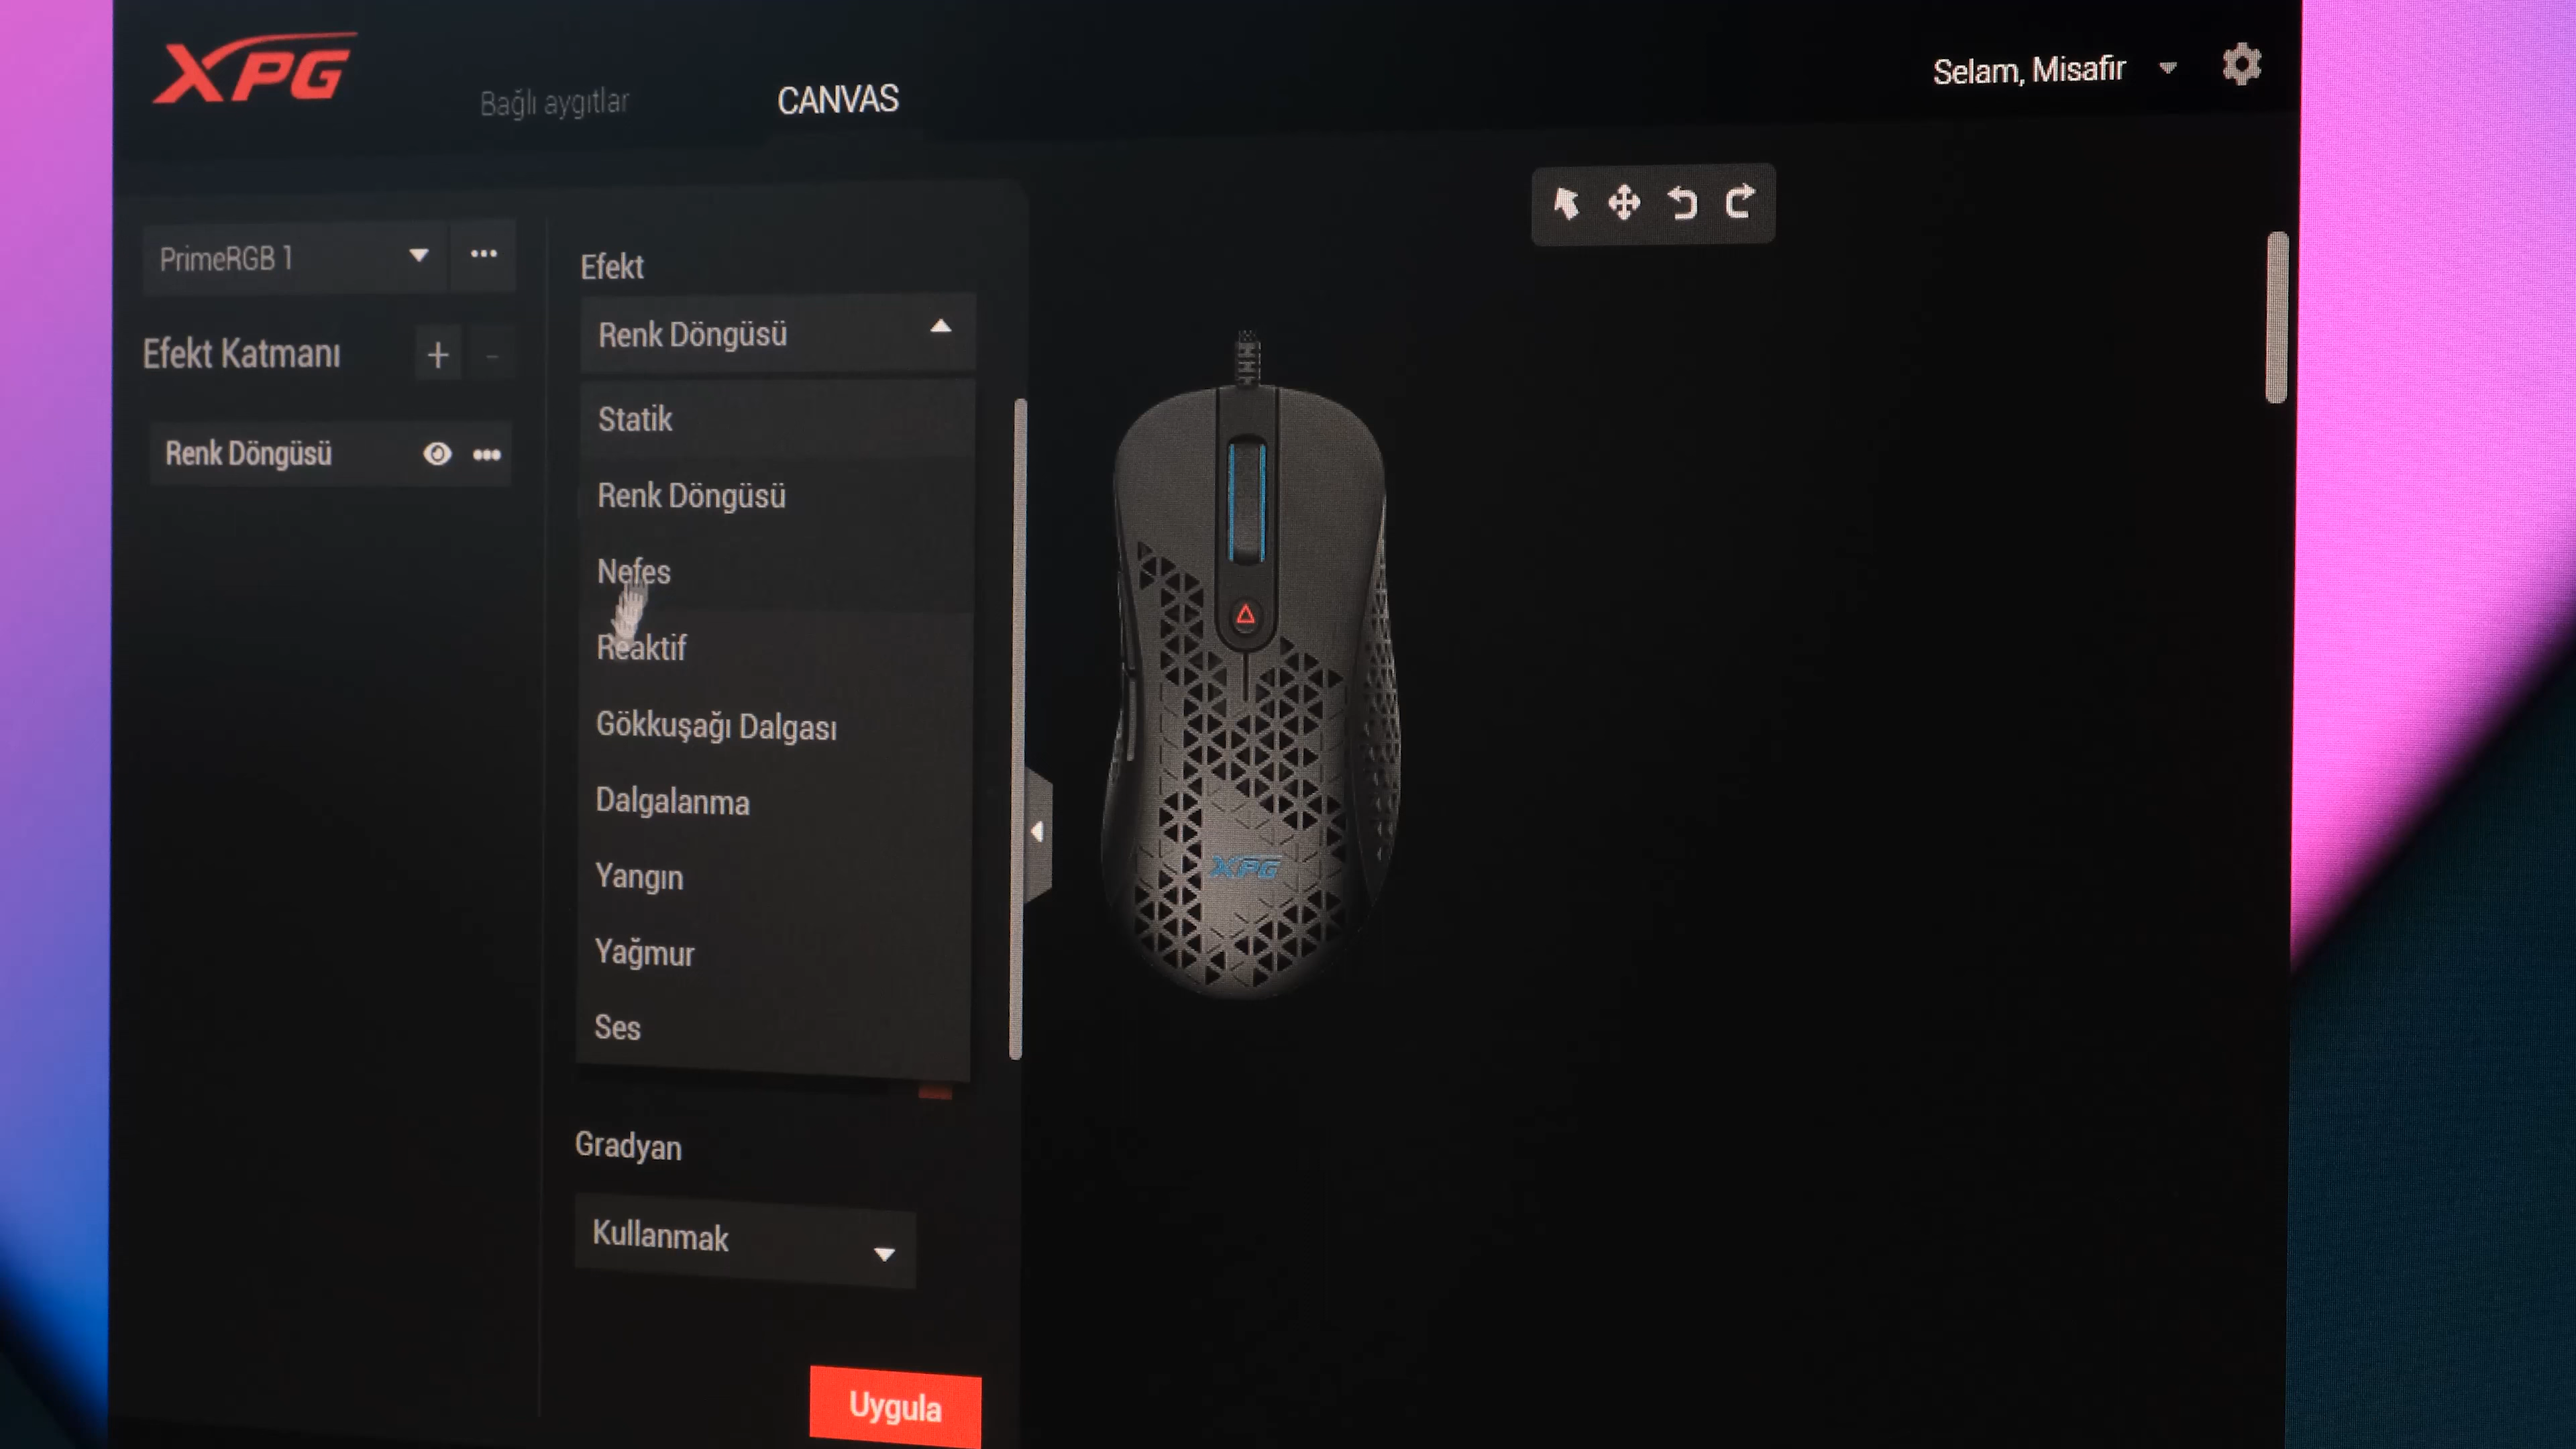 XPG
Bağlı aygıtlar
CANVAS
Selam, Misafir
PrimeRGB 1
Efekt Katmanı
Renk Döngüsü
Efekt
Renk Döngüsü
Statik
Renk Döngüsü
Nefes
Reaktif
Gökkuşağı Dalgası
Dalgalanma
Yangın
Yağmur
Ses
Gradyan
Kullanmak
Uygula
XPG